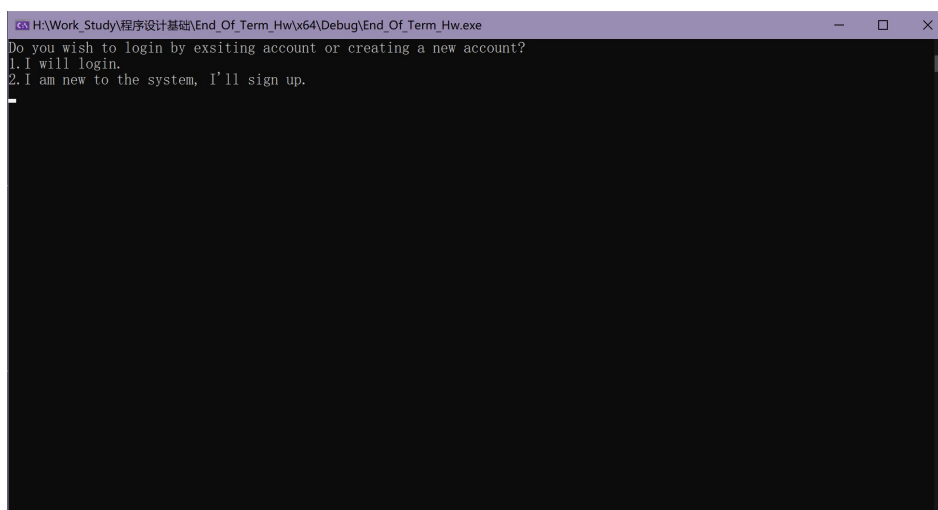 H:\Work_Study\程序设计基础\End_Of_Term_Hw\x64\Debug\End_Of_Term_Hw.exe
Do you wish to login by exsiting account or creating a new account?
1.I will login.
2.I am new to the system, I'll sign up.